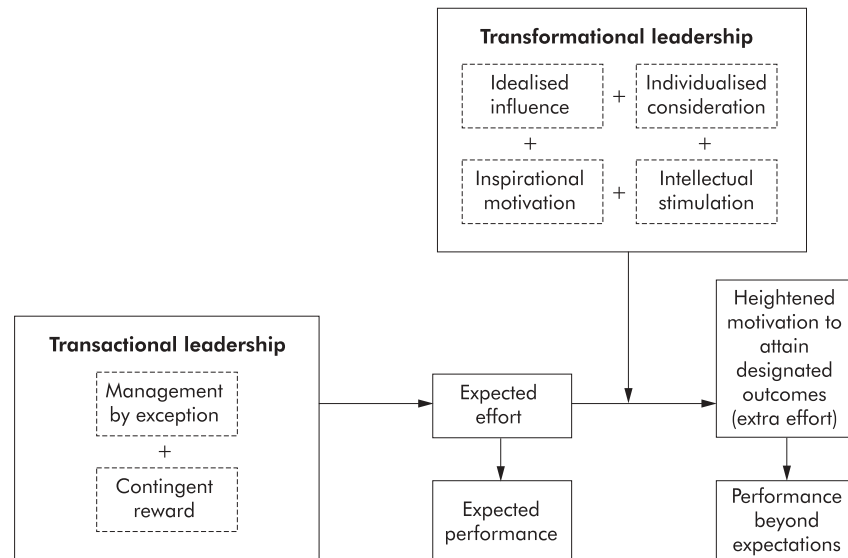 Transformational leadership
Idealised
influence
+
Individualised
consideration
+
+
Inspirational
motivation
+
Intellectual
stimulation
Transactional leadership
Management
by exception
+
Contingent
reward
Expected
effort
Expected
performance
Heightened
motivation to
attain
designated
outcomes
(extra effort)
Performance
beyond
expectations